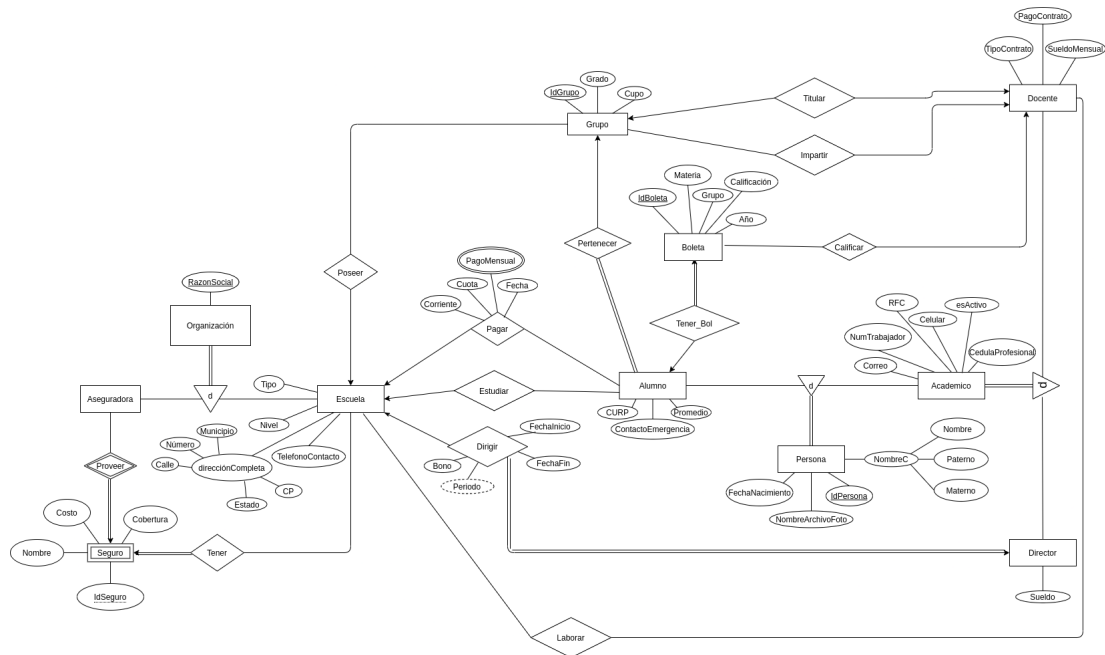 PagoContrato
TipoContrato
SueldoMensual
Grado
IdGrupo
Cupo
Titular
Docente
Grupo
Impartir
Materia
Calificación
IdBoleta
Grupo
Año
Pertenecer
Boleta
Calificar
PagoMensual
Poseer
RazonSocial
Cuota
Fecha
Corriente
Organización
Pagar
Tener_Bol
RFC
esActivo
Celular
NumTrabajador
CedulaProfesional
Correo
Tipo
Aseguradora
d
Escuela
Estudiar
Alumno
d
Academico
d
CURP
Promedio
ContactoEmergencia
Nivel
Municipio
FechaInicio
Número
TelefonoContacto
Dirigir
Nombre
Proveer
Calle
direcciónCompleta
Bono
FechaFin
Persona
NombreC
Paterno
CP
Periodo
Estado
FechaNacimiento
IdPersona
Materno
NombreArchivoFoto
Costo
Cobertura
Nombre
Seguro
Tener
Director
IdSeguro
Sueldo
Laborar